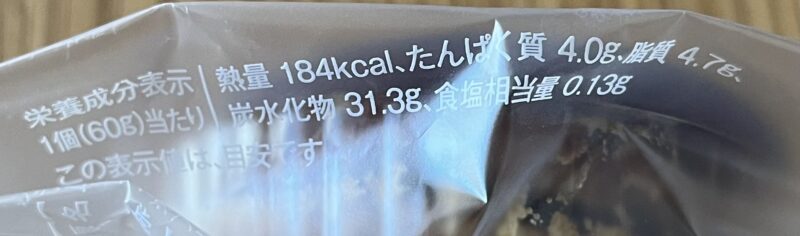 栄養成分表示
1個(60g)当たり
熱量 184kcal、たんぱく質 4.0g、脂質 4.7g、
炭水化物 31.3g、食塩相当量 0.13g
この表示値は、目安です